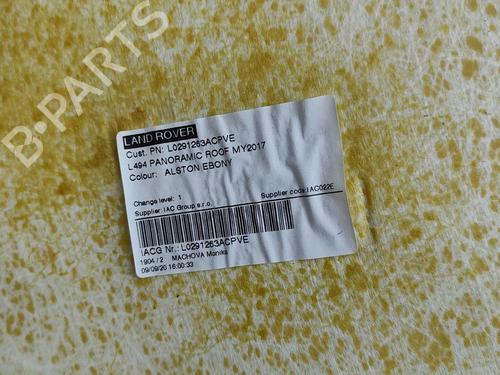 B-PARTS
LAND ROVER
Cust. PN: L0291263ACPVE
L494 PANORAMIC ROOF MY2017
Colour: ALSTON EBONY
Change level: 1
Supplier: IAC Group s.r.o. Supplier code: IAC022E
IACG Nr.: L0291263ACPVE
1904 / 2 MACHOVA Monika
09/09/20 16:00:33